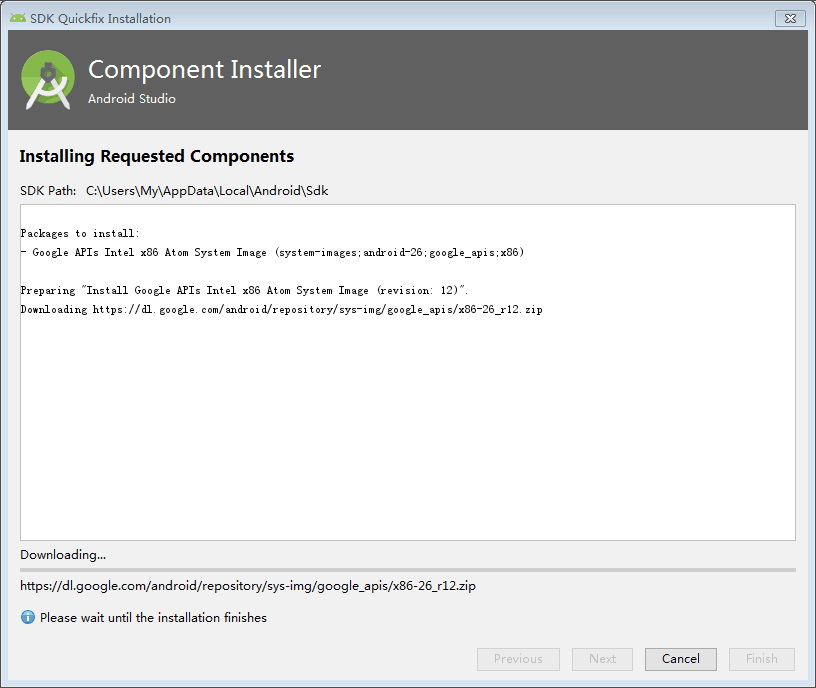 SDK Quickfix Installation
Component Installer
Android Studio
Installing Requested Components
SDK Path: C:\Users\My\AppData\Local\Android\Sdk
Packages to install:
- Google APIs Intel x86 Atom System Image (system-images;android-26;google_apis;x86)
Preparing "Install Google APIs Intel x86 Atom System Image (revision: 12)".
Downloading https://dl.google.com/android/repository/sys-img/google_apis/x86-26_r12.zip
Downloading...
https://dl.google.com/android/repository/sys-img/google_apis/x86-26_r12.zip
Please wait until the installation finishes
Previous Next Cancel Finish